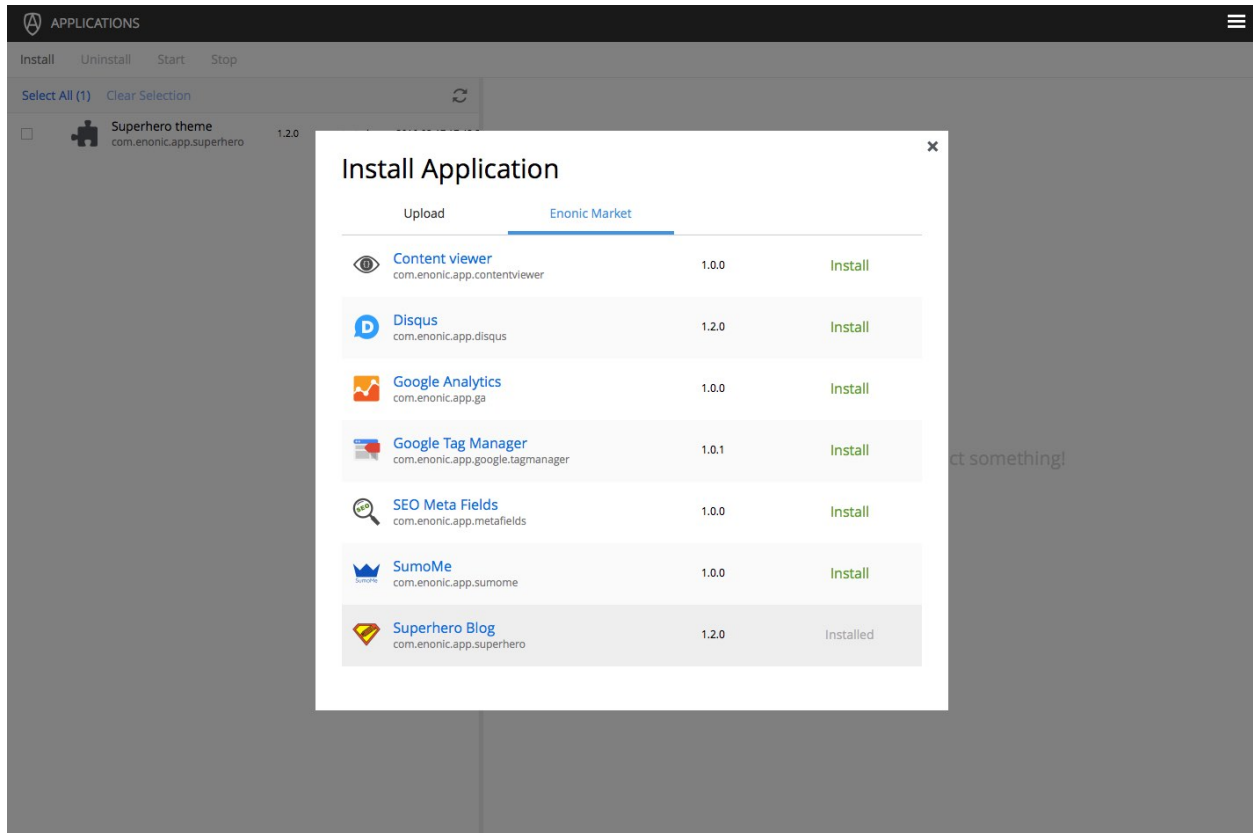 APPLICATIONS
Install Uninstall Start Stop
Select All (1) Clear Selection
Superhero theme 1.2.0
com.enonic.app.superhero
Install Application
Upload Enonic Market
Content viewer 1.0.0 Install
com.enonic.app.contentviewer
Disqus 1.2.0 Install
com.enonic.app.disqus
Google Analytics 1.0.0 Install
com.enonic.app.ga
Google Tag Manager 1.0.1 Install
com.enonic.app.google.tagmanager
ct something!
SEO
SEO Meta Fields 1.0.0 Install
com.enonic.app.metafields
SumoMe 1.0.0 Install
SumoMe
com.enonic.app.sumome
Superhero Blog 1.2.0 Installed
com.enonic.app.superhero